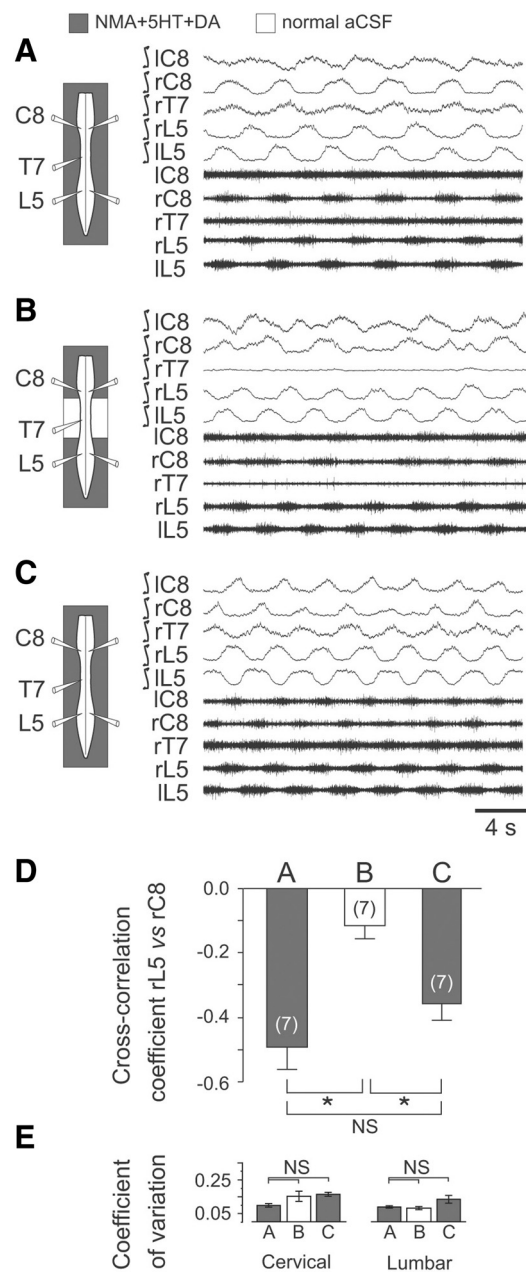 NMA+5HT+DA normal aCSF
A
C8
T7
L5
lC8
rC8
rT7
rL5
lL5
lC8
rC8
rT7
rL5
lL5
B
C8
T7
L5
lC8
rC8
rT7
rL5
lL5
lC8
rC8
rT7
rL5
lL5
C
C8
T7
L5
lC8
rC8
rT7
rL5
lL5
lC8
rC8
rT7
rL5
lL5
4 s
D
Cross-correlation
coefficient rL5 vs rC8
A B C
0.0
-0.2
-0.4
-0.6
(7) (7) (7)
* *
NS
E
Coefficient
of variation
0.25
0.05
NS NS
A B C A B C
Cervical Lumbar